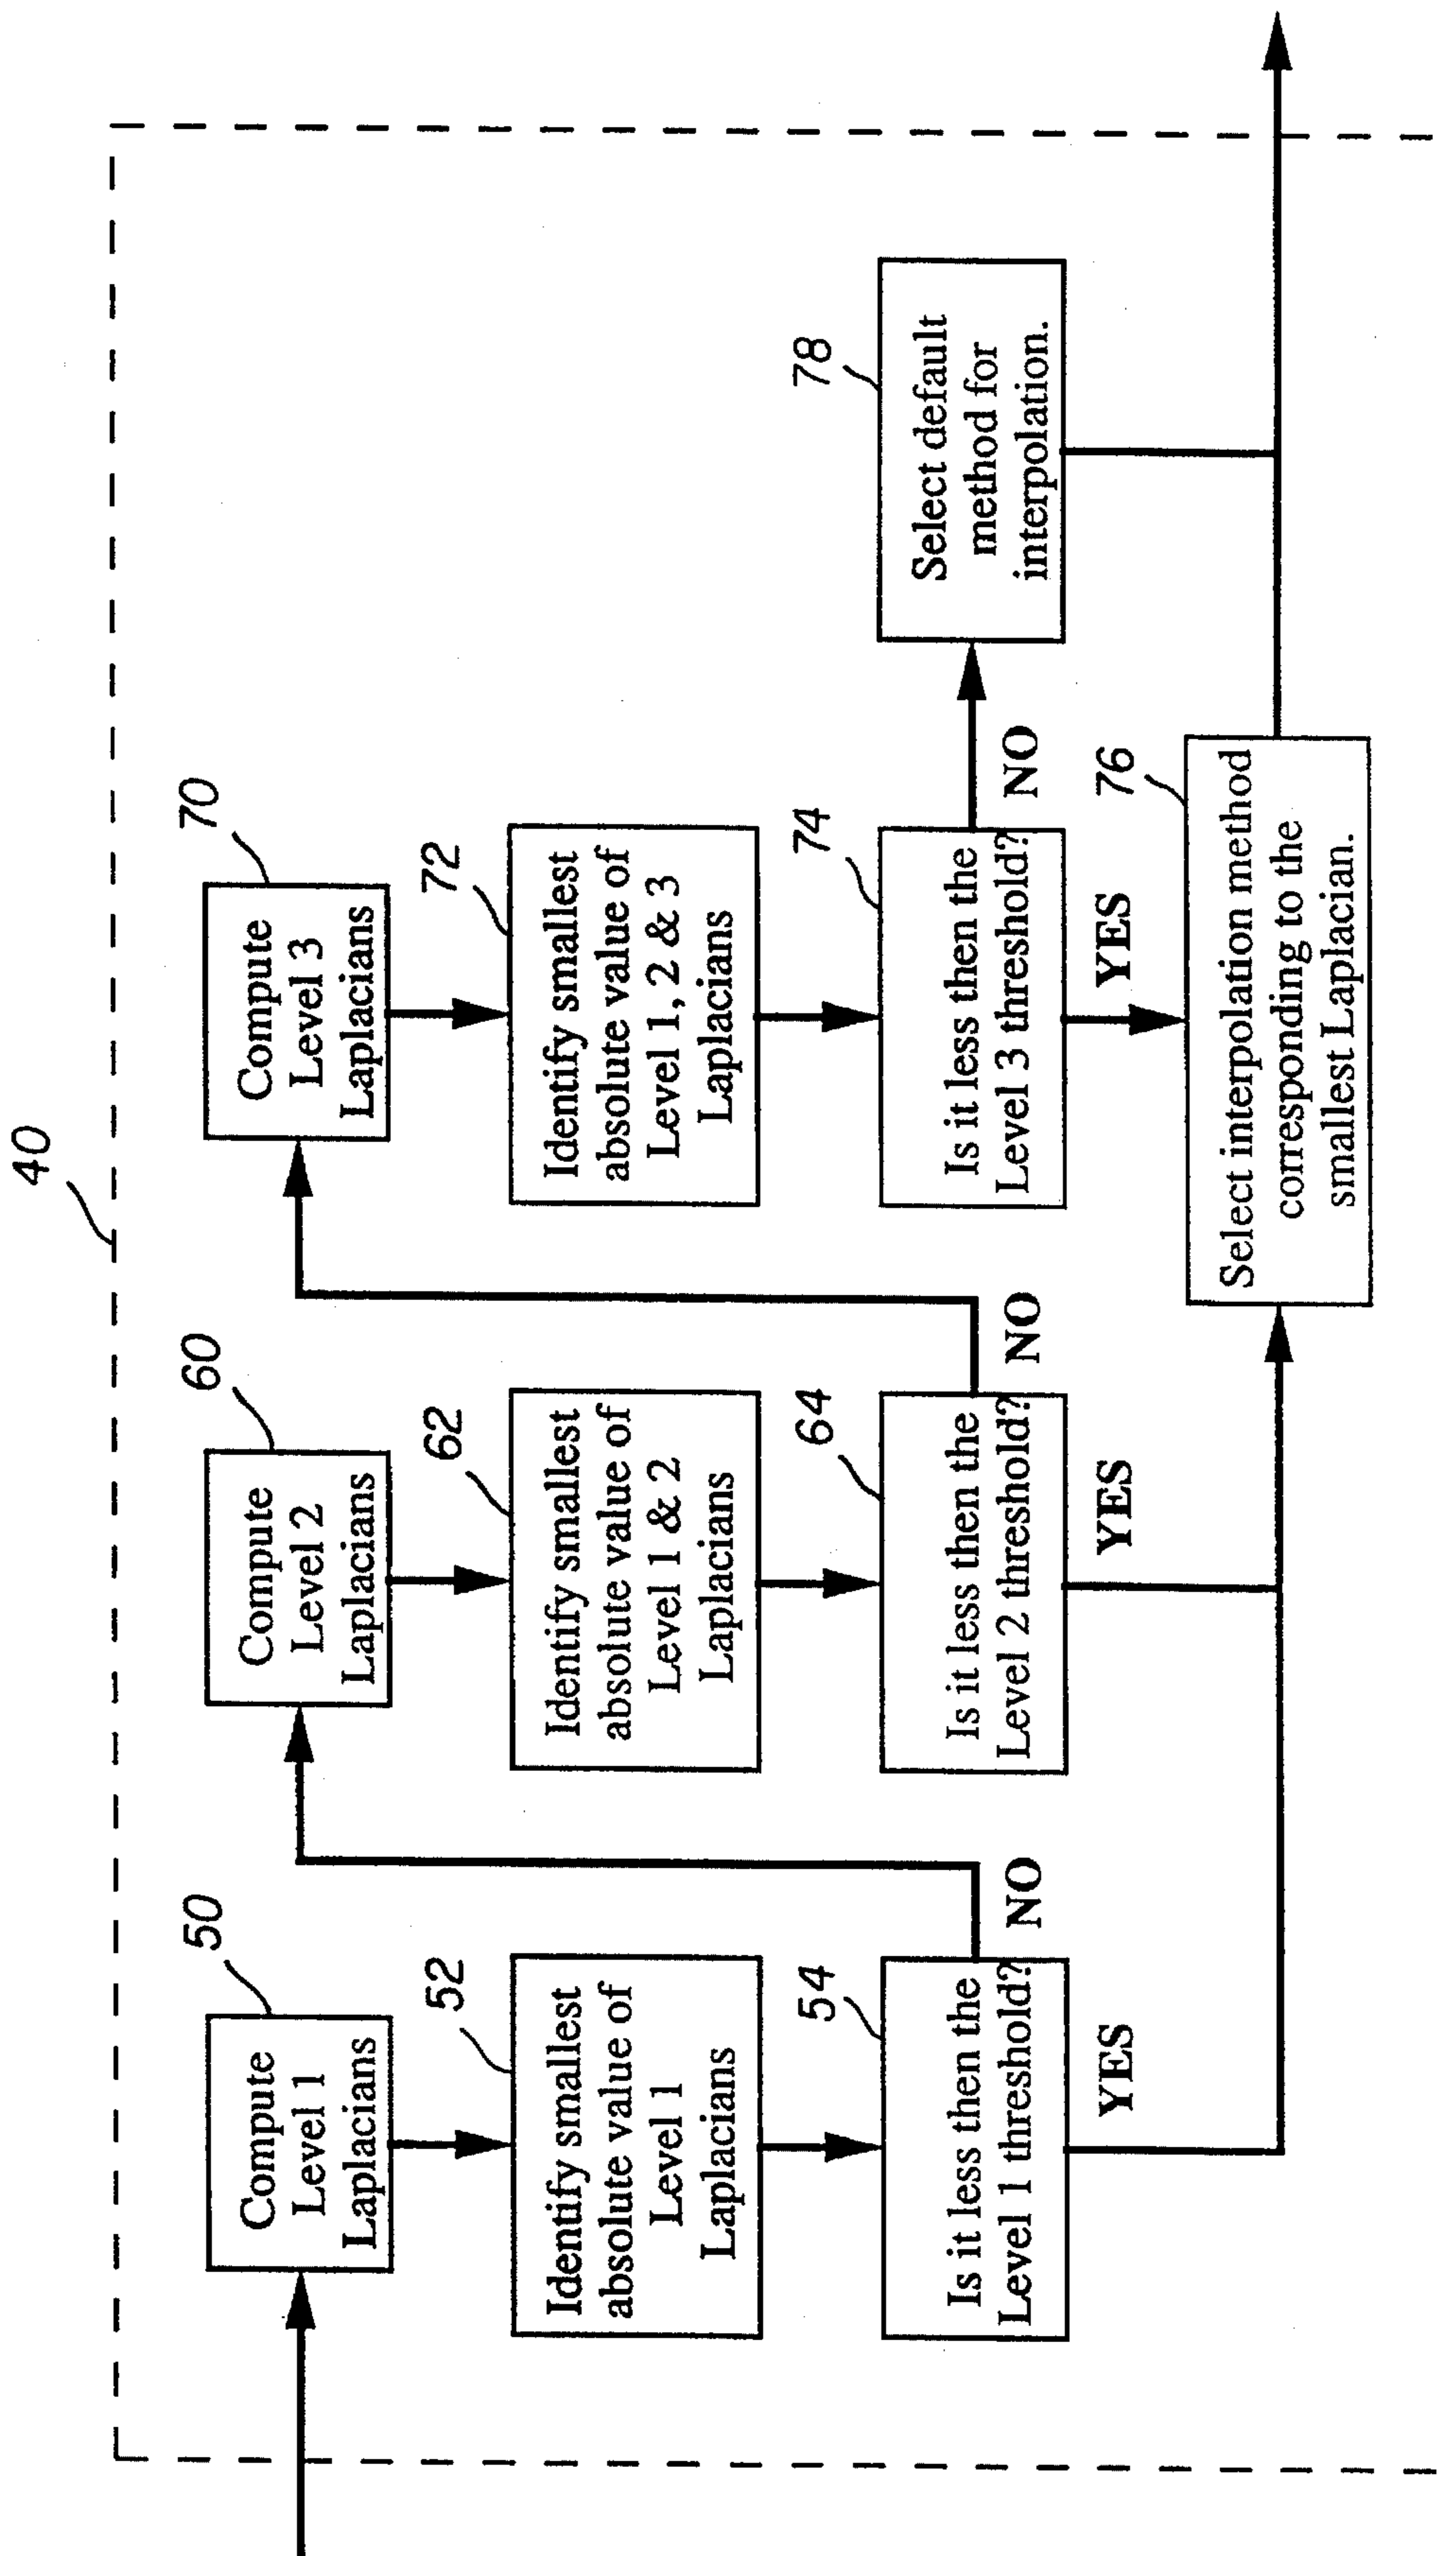 40
50
Compute
Level 1
Laplacians
52
Identify smallest
absolute value of
Level 1
Laplacians
54
Is it less then the
Level 1 threshold?
NO
YES
60
Compute
Level 2
Laplacians
62
Identify smallest
absolute value of
Level 1 & 2
Laplacians
64
Is it less then the
Level 2 threshold?
NO
YES
70
Compute
Level 3
Laplacians
72
Identify smallest
absolute value of
Level 1, 2 & 3
Laplacians
74
Is it less then the
Level 3 threshold?
NO
YES
76
Select interpolation method
corresponding to the
smallest Laplacian.
78
Select default
method for
interpolation.